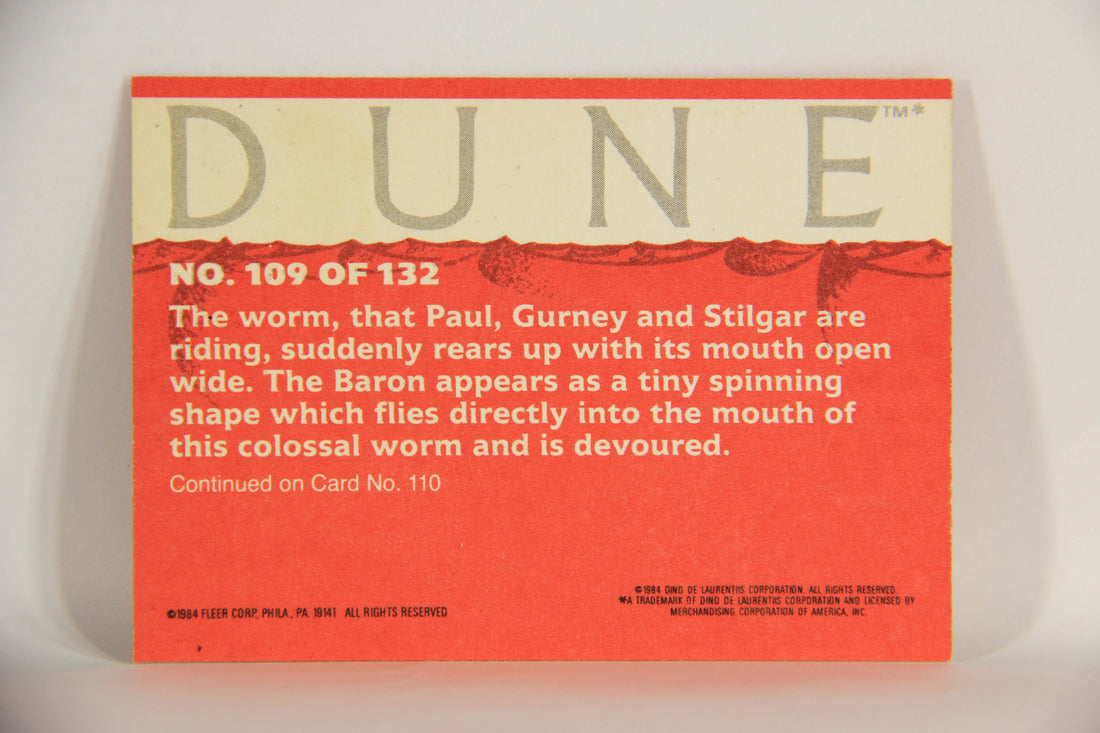 DUNE™*
NO. 109 OF 132
The worm, that Paul, Gurney and Stilgar are
riding, suddenly rears up with its mouth open
wide. The Baron appears as a tiny spinning
shape which flies directly into the mouth of
this colossal worm and is devoured.
Continued on Card No. 110
©1984 FLEER CORP., PHILA., PA. 19141 ALL RIGHTS RESERVED
©1984 DINO DE LAURENTIIS CORPORATION. ALL RIGHTS RESERVED
*A TRADEMARK OF DINO DE LAURENTIIS CORPORATION AND LICENSED BY
MERCHANDISING CORPORATION OF AMERICA, INC.